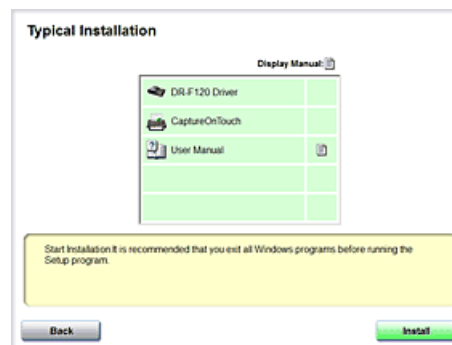 Typical Installation
Display Manual:
DR-F120 Driver
CaptureOnTouch
User Manual
Start Installation.It is recommended that you exit all Windows programs before running the
Setup program.
Back
Install